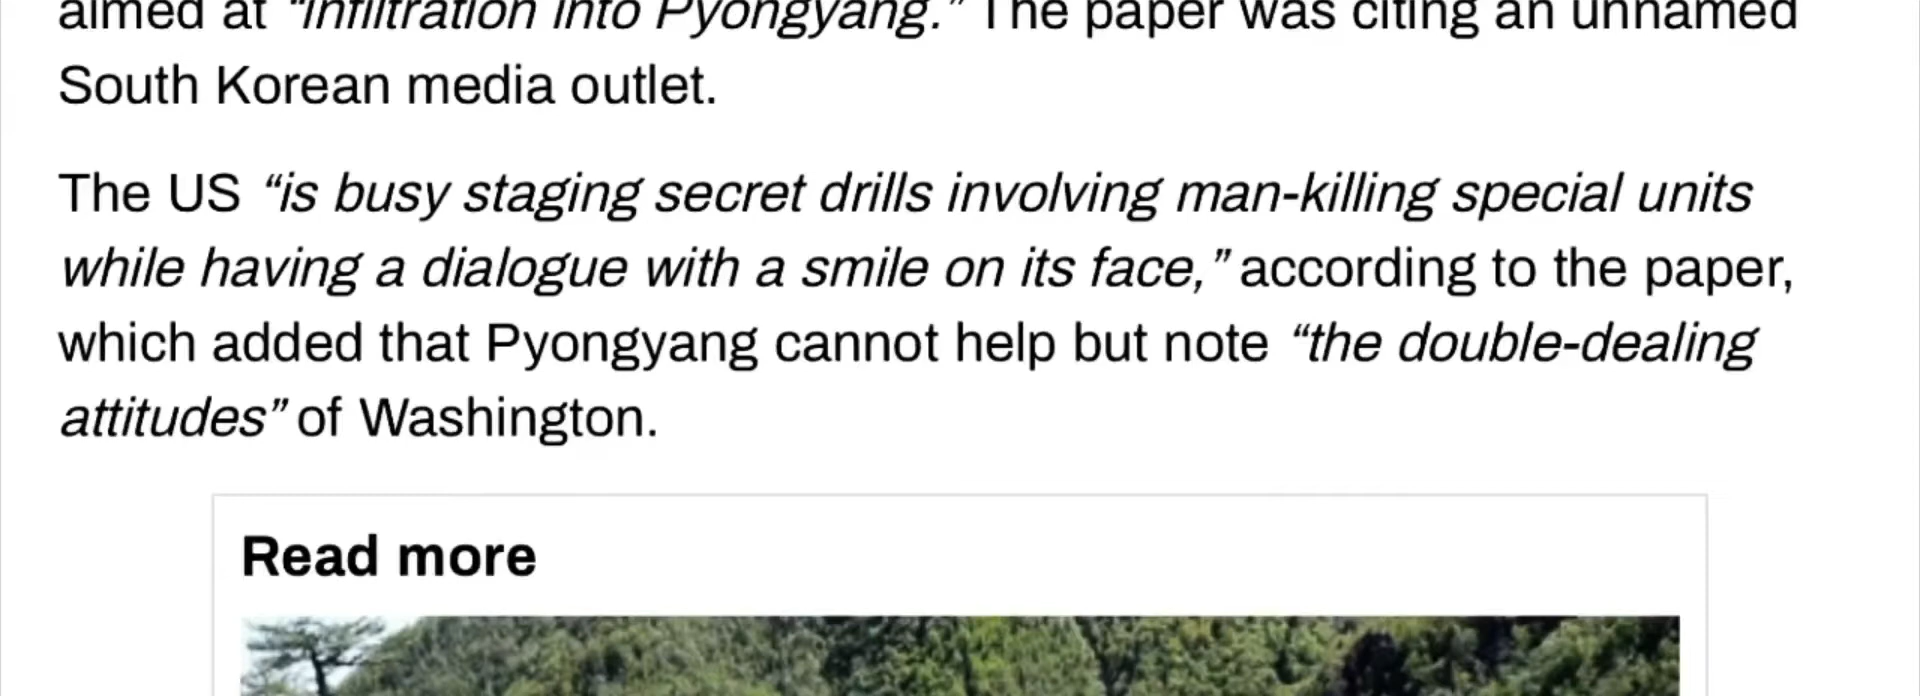 aimed at “infiltration into Pyongyang.” The paper was citing an unnamed
South Korean media outlet.
The US “is busy staging secret drills involving man-killing special units
while having a dialogue with a smile on its face,” according to the paper,
which added that Pyongyang cannot help but note “the double-dealing
attitudes” of Washington.
Read more